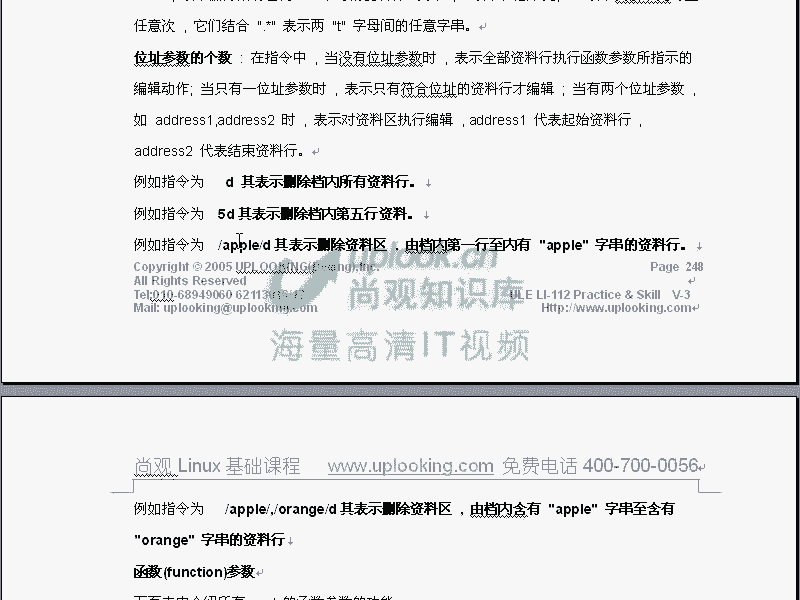 任意次，它们结合 ".*" 表示两 "t" 字母间的任意字串。
位址参数的个数 : 在指令中，当没有位址参数时，表示全部资料行执行函数参数所指示的
编辑动作; 当只有一位址参数时，表示只有符合位址的资料行才编辑；当有两个位址参数，
如 address1,address2 时，表示对资料区执行编辑，address1 代表起始资料行，
address2 代表结束资料行。
例如指令为 d 其表示删除档内所有资料行。
例如指令为 5d其表示删除档内第五行资料。
例如指令为 /apple/d其表示删除资料区，由档内第一行至内有 "apple" 字串的资料行。
Copyright © 2005 UPLOOKING(Beijing),Inc. Page 248
All Rights Reserved
Tel:010-68949060 ULE LI-112 Practice & Skill V-3
Mail: uplooking@uplooking.com Http://www.uplooking.com
uplook.cn
尚观知识库
海量高清IT视频
尚观Linux基础课程 www.uplooking.com 免费电话400-700-0056
例如指令为 /apple/,/orange/d其表示删除资料区，由档内含有 "apple" 字串至含有
"orange" 字串的资料行
函数(function)参数